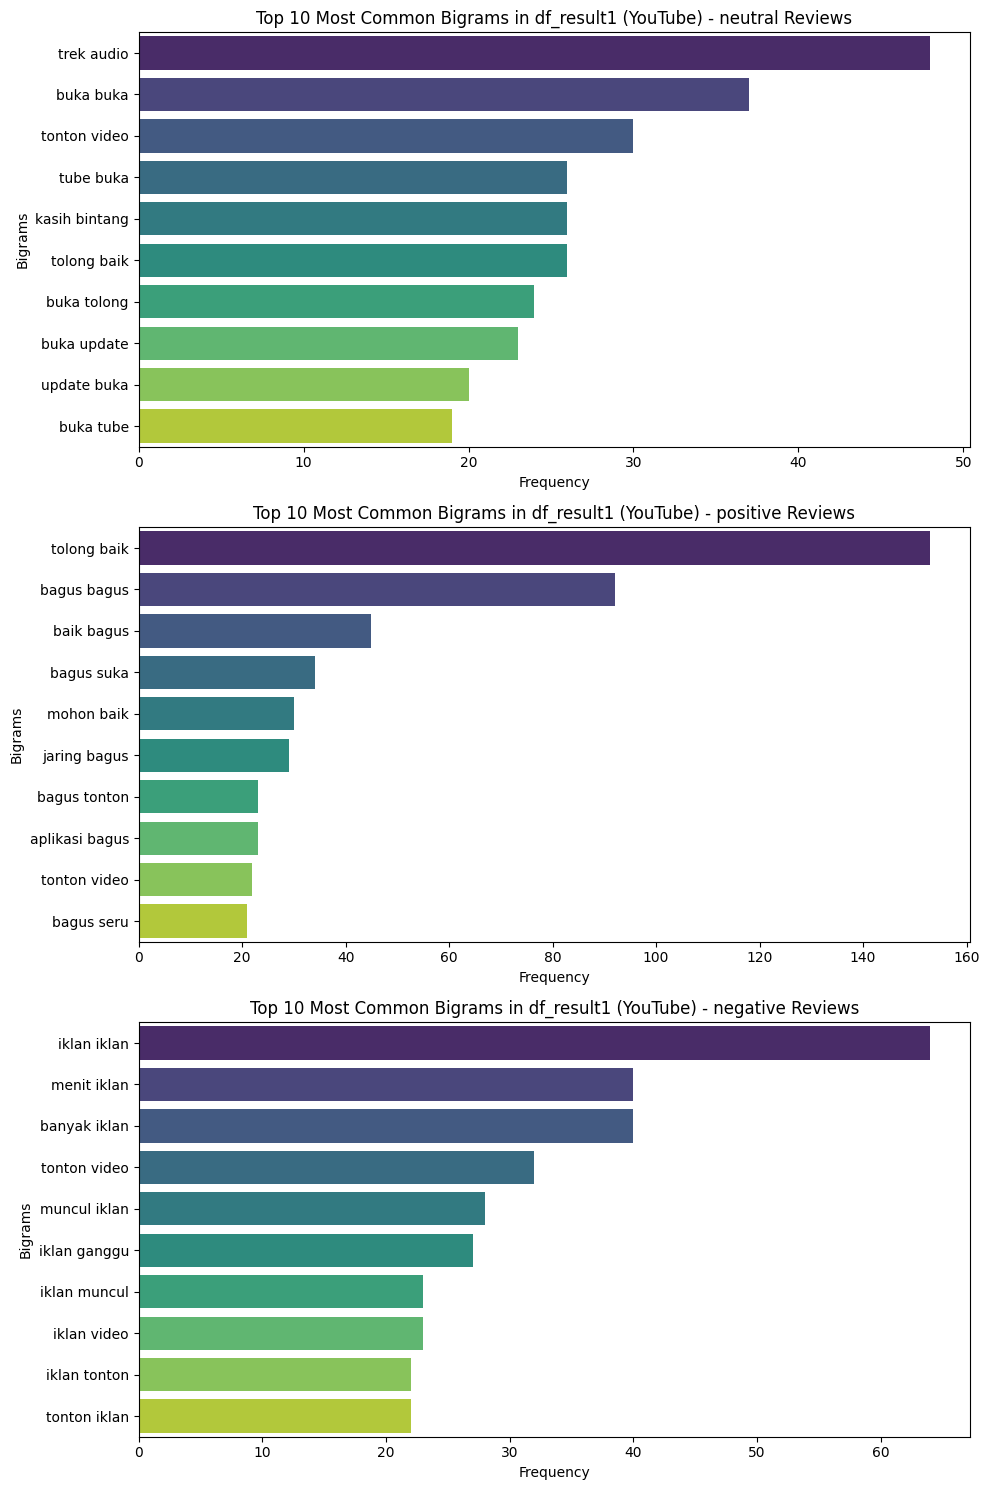 Top 10 Most Common Bigrams in df_result1 (YouTube) - neutral Reviews
Bigrams
trek audio
buka buka
tonton video
tube buka
kasih bintang
tolong baik
buka tolong
buka update
update buka
buka tube
0 10 20 30 40 50
Frequency
Top 10 Most Common Bigrams in df_result1 (YouTube) - positive Reviews
Bigrams
tolong baik
bagus bagus
baik bagus
bagus suka
mohon baik
jaring bagus
bagus tonton
aplikasi bagus
tonton video
bagus seru
0 20 40 60 80 100 120 140 160
Frequency
Top 10 Most Common Bigrams in df_result1 (YouTube) - negative Reviews
Bigrams
iklan iklan
menit iklan
banyak iklan
tonton video
muncul iklan
iklan ganggu
iklan muncul
iklan video
iklan tonton
tonton iklan
0 10 20 30 40 50 60
Frequency